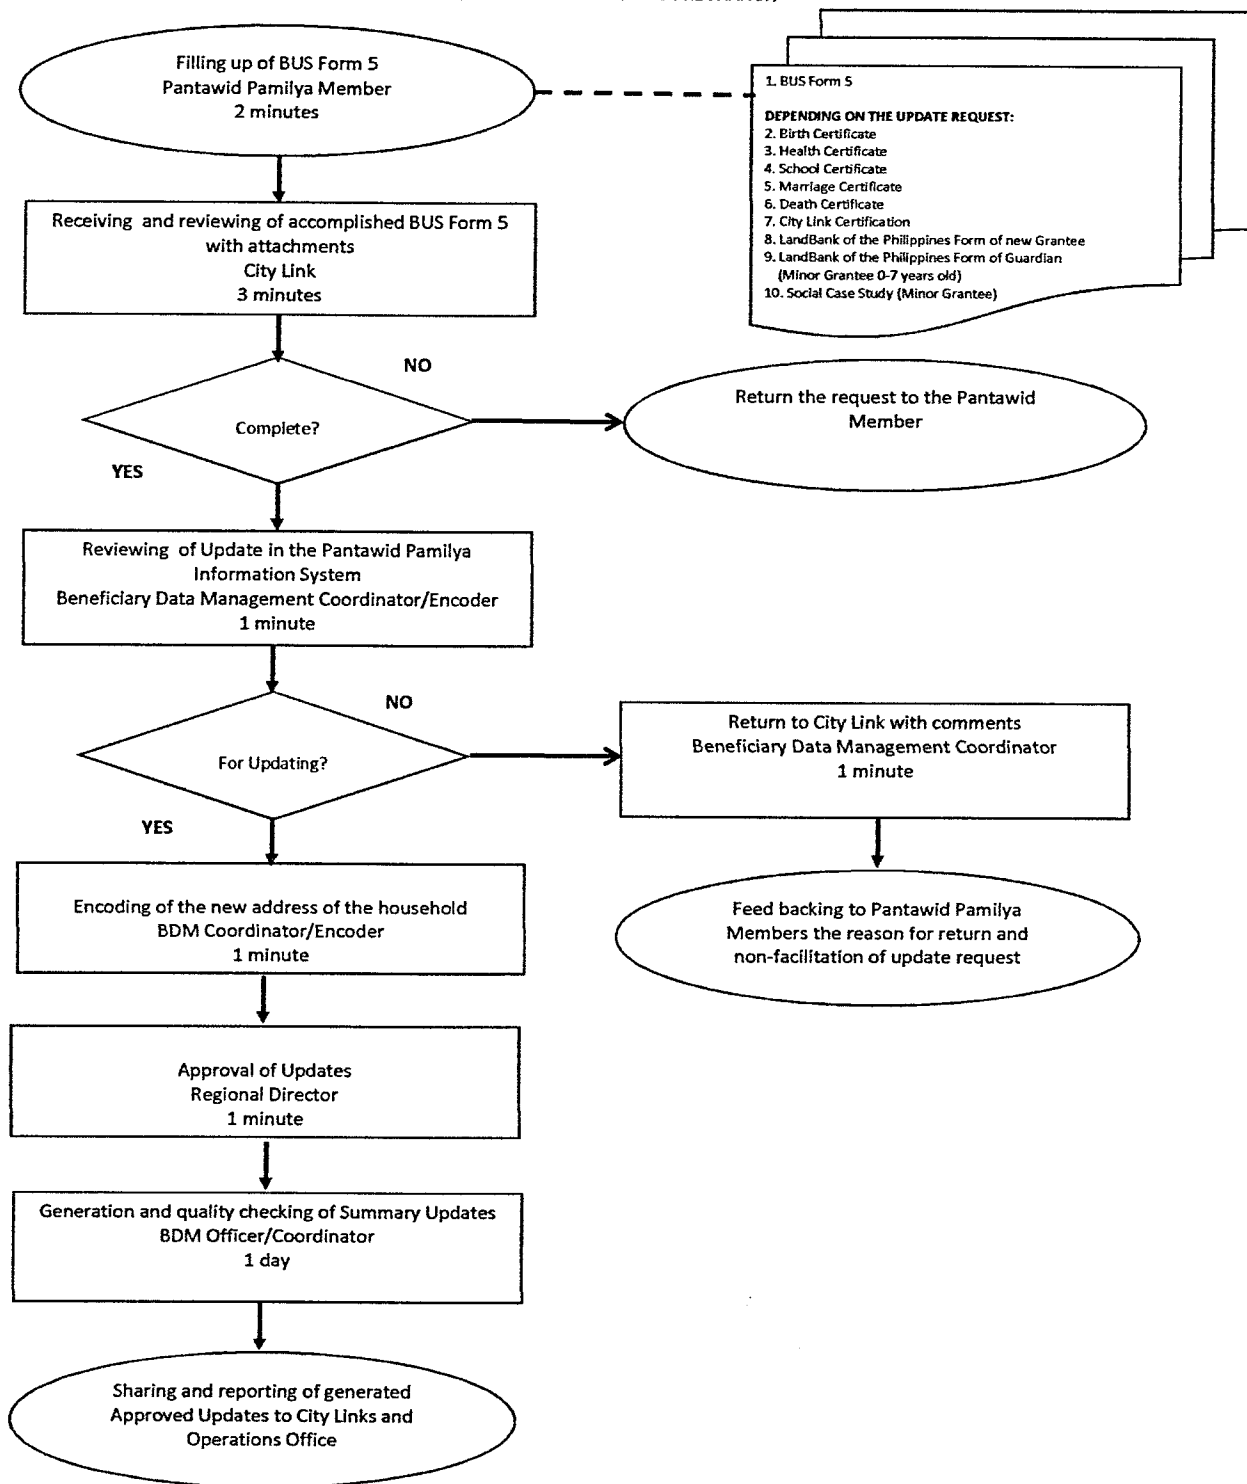 Filling up of BUS Form 5
Pantawid Pamilya Member
2 minutes
1. BUS Form 5
DEPENDING ON THE UPDATE REQUEST:
2. Birth Certificate
3. Health Certificate
4. School Certificate
5. Marriage Certificate
6. Death Certificate
7. City Link Certification
8. LandBank of the Philippines Form of new Grantee
9. LandBank of the Philippines Form of Guardian
(Minor Grantee 0-7 years old)
10. Social Case Study (Minor Grantee)
Receiving and reviewing of accomplished BUS Form 5
with attachments
City Link
3 minutes
Complete?
NO
YES
Return the request to the Pantawid
Member
Reviewing of Update in the Pantawid Pamilya
Information System
Beneficiary Data Management Coordinator/Encoder
1 minute
For Updating?
NO
YES
Return to City Link with comments
Beneficiary Data Management Coordinator
1 minute
Feed backing to Pantawid Pamilya
Members the reason for return and
non-facilitation of update request
Encoding of the new address of the household
BDM Coordinator/Encoder
1 minute
Approval of Updates
Regional Director
1 minute
Generation and quality checking of Summary Updates
BDM Officer/Coordinator
1 day
Sharing and reporting of generated
Approved Updates to City Links and
Operations Office